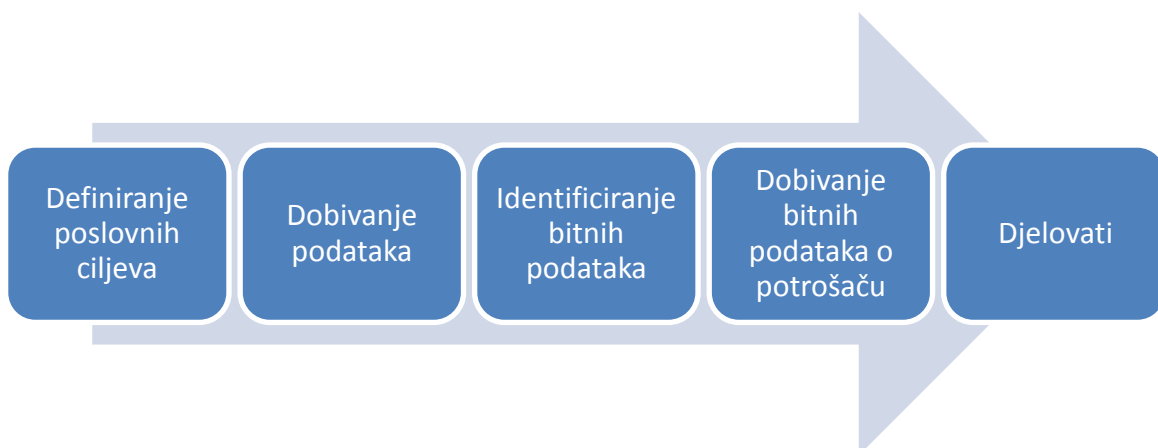 Definiranje
poslovnih
ciljeva
Dobivanje
podataka
Identificiranje
bitnih
podataka
Dobivanje
bitnih
podataka o
potrošaču
Djelovati